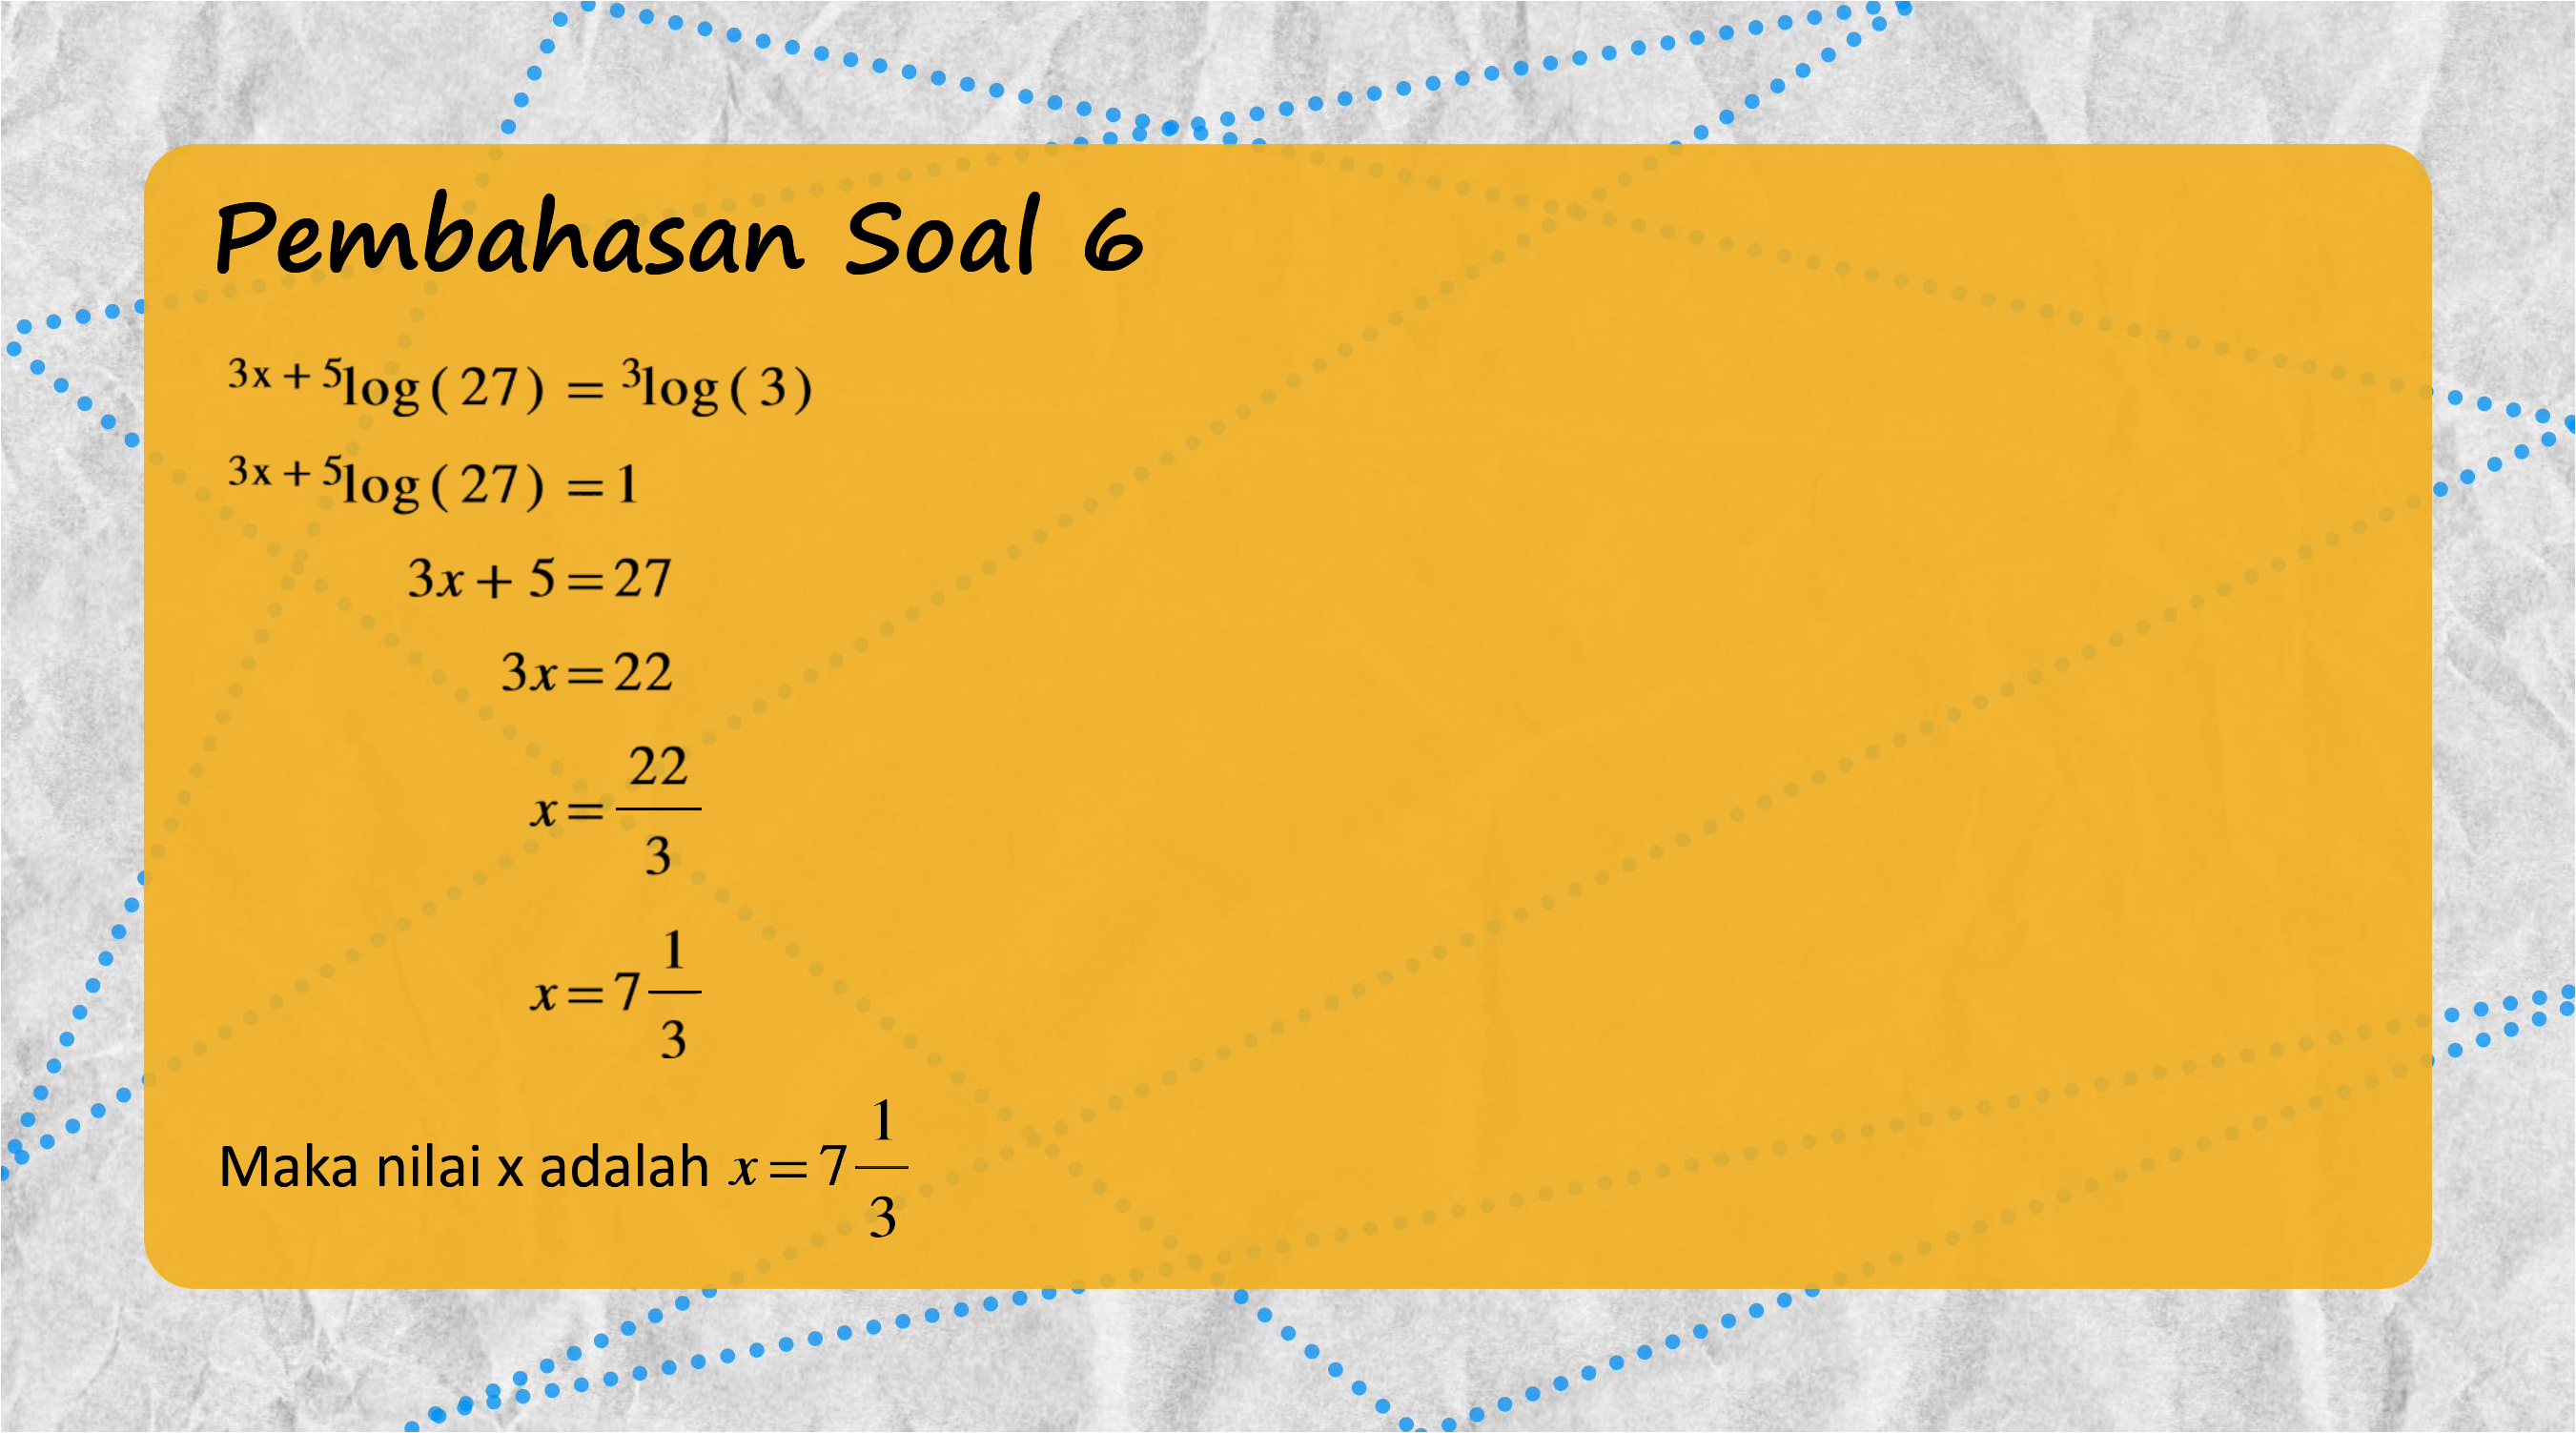 Pembahasan Soal 6
³ˣ ⁺ ⁵log ( 27 ) = ³log ( 3 )
³ˣ ⁺ ⁵log ( 27 ) = 1
3x + 5 = 27
3x = 22
x = 22/3
x = 7 1/3
Maka nilai x adalah x = 7 1/3